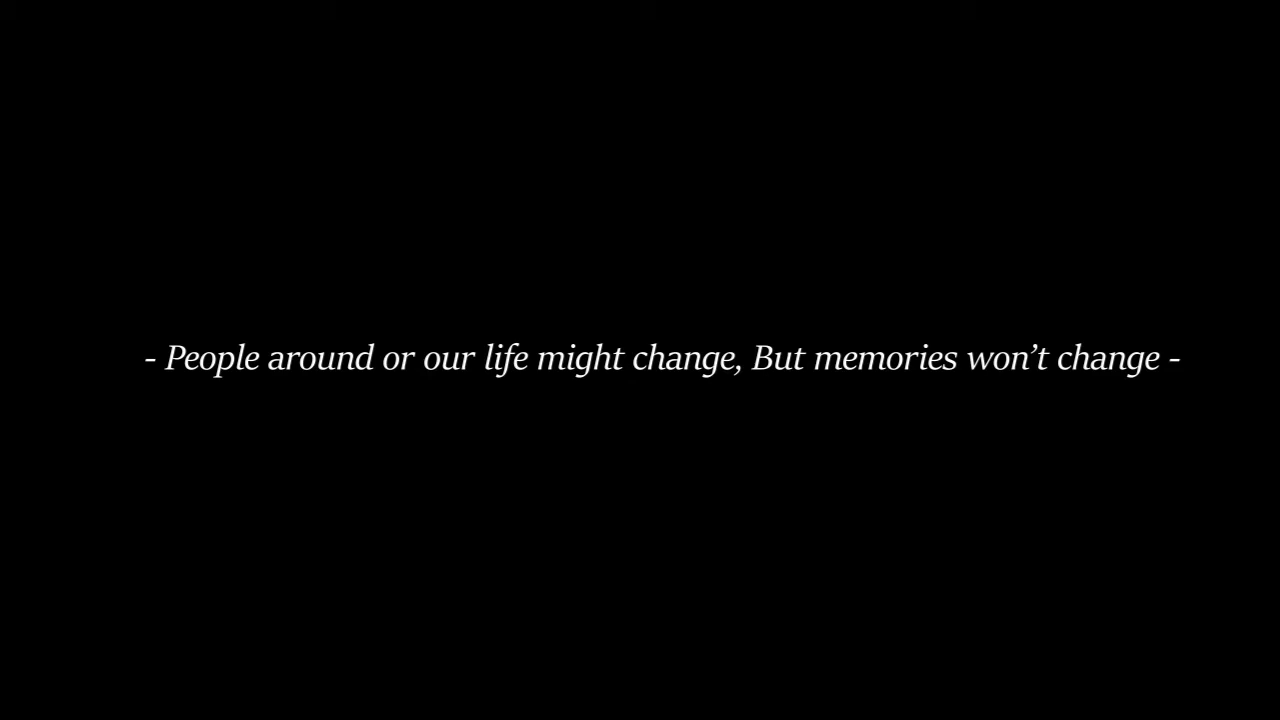 - People around or our life might change, But memories won’t change -